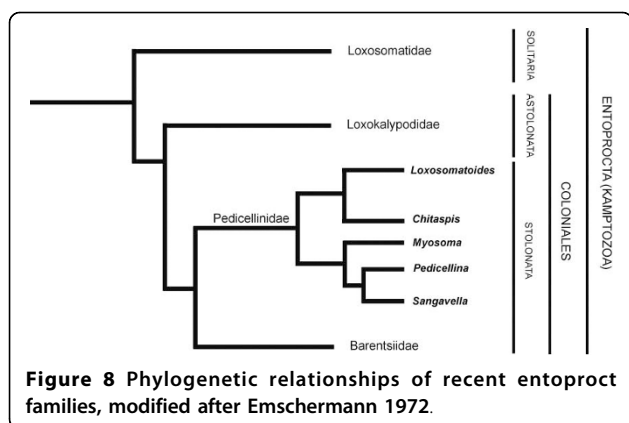 Loxosomatidae
SOLITARIA
Loxokalypodidae
ASTOLONATA
Loxosomatoides
Pedicellinidae
Chitaspis
Myosoma
Pedicellina
Sangavella
Barentsiidae
STOLONATA
COLONIALES
ENTOPROCTA (KAMPTOZOA)
Figure 8 Phylogenetic relationships of recent entoproct
families, modified after Emschermann 1972.